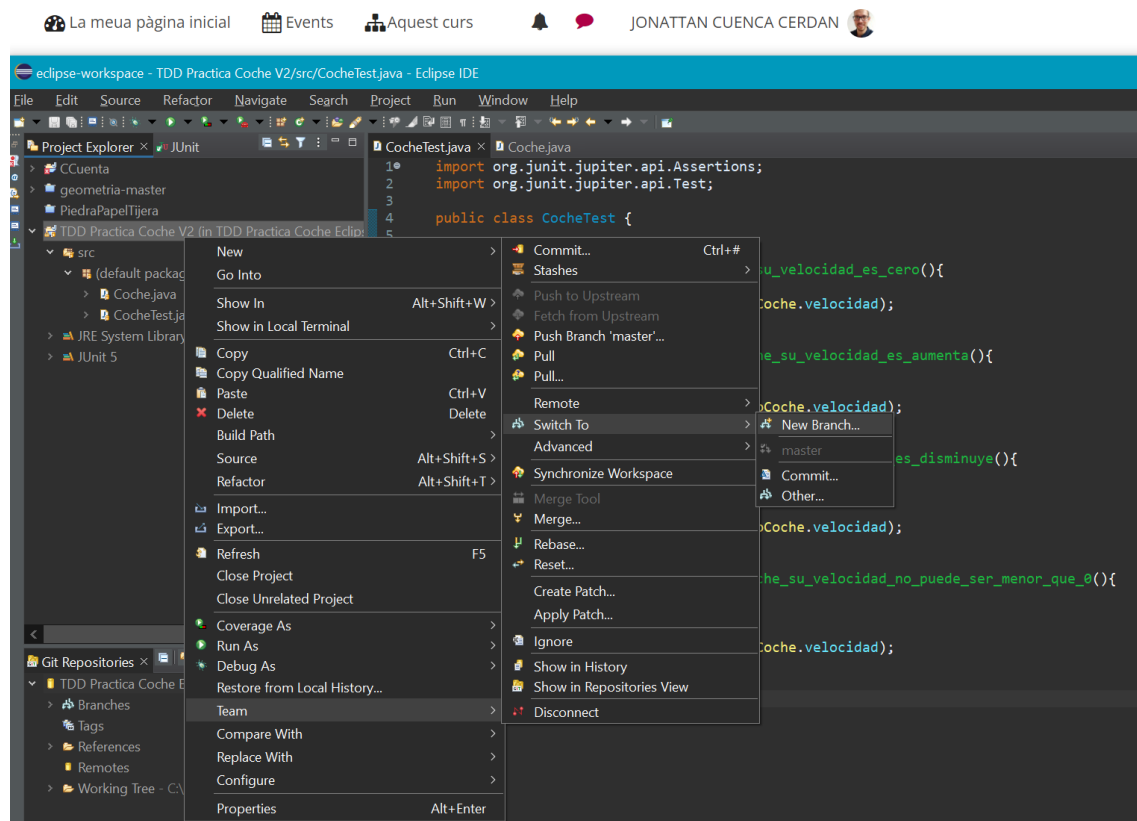 La meua pàgina inicial Events Aquest curs JONATTAN CUENCA CERDAN
eclipse-workspace - TDD Practica Coche V2/src/CocheTest.java - Eclipse IDE
File Edit Source Refactor Navigate Search Project Run Window Help
Project Explorer × JUnit
CCuenta
geometria-master
PiedraPapelTijera
TDD Practica Coche V2 (in TDD Practica Coche Eclip
src
(default packag
Coche.java
CocheTest.ja
JRE System Library
JUnit 5
Git Repositories ×
TDD Practica Coche E
Branches
Tags
References
Remotes
Working Tree - C:\
New
Go Into
Show In Alt+Shift+W
Show in Local Terminal
Copy Ctrl+C
Copy Qualified Name
Paste Ctrl+V
Delete Delete
Build Path
Source Alt+Shift+S
Refactor Alt+Shift+T
Import...
Export...
Refresh F5
Close Project
Close Unrelated Project
Coverage As
Run As
Debug As
Restore from Local History...
Team
Compare With
Replace With
Configure
Properties Alt+Enter
Commit... Ctrl+#
Stashes
Push to Upstream
Fetch from Upstream
Push Branch 'master'...
Pull
Pull...
Remote
Switch To
Advanced
Synchronize Workspace
Merge Tool
Merge...
Rebase...
Reset...
Create Patch...
Apply Patch...
Ignore
Show in History
Show in Repositories View
Disconnect
New Branch...
master
Commit...
Other...
CocheTest.java × Coche.java
1 import org.junit.jupiter.api.Assertions;
2 import org.junit.jupiter.api.Test;
3
4 public class CocheTest {
5
su_velocidad_es_cero(){
Coche.velocidad);
he_su_velocidad_es_aumenta(){
oCoche.velocidad);
es_disminuye(){
oCoche.velocidad);
che_su_velocidad_no_puede_ser_menor_que_0(){
Coche.velocidad);